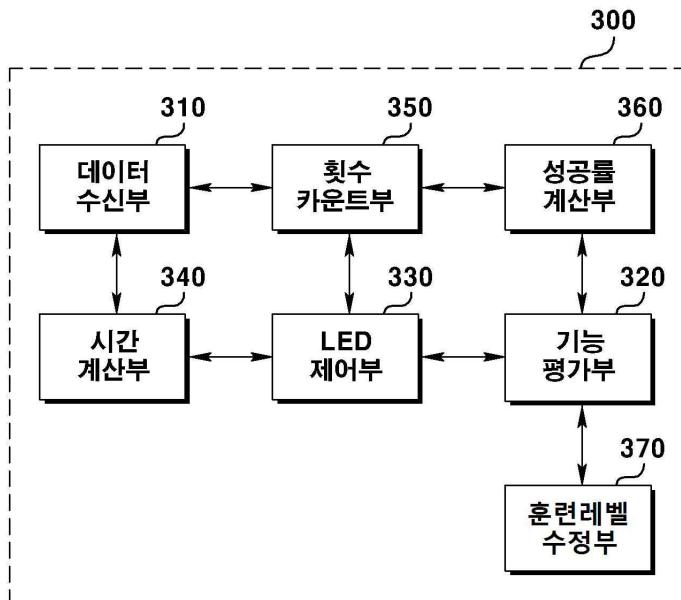 300
310
350
360
데이터
수신부
횟수
카운트부
성공률
계산부
340
330
320
시간
계산부
LED
제어부
기능
평가부
370
훈련레벨
수정부